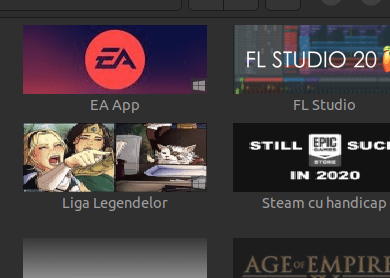 EA
FL STUDIO 20
EA App
FL Studio
STILL EPIC GAMES STORE SUC
IN 2020
Liga Legendelor
Steam cu handicap
AGE OF EMPIR